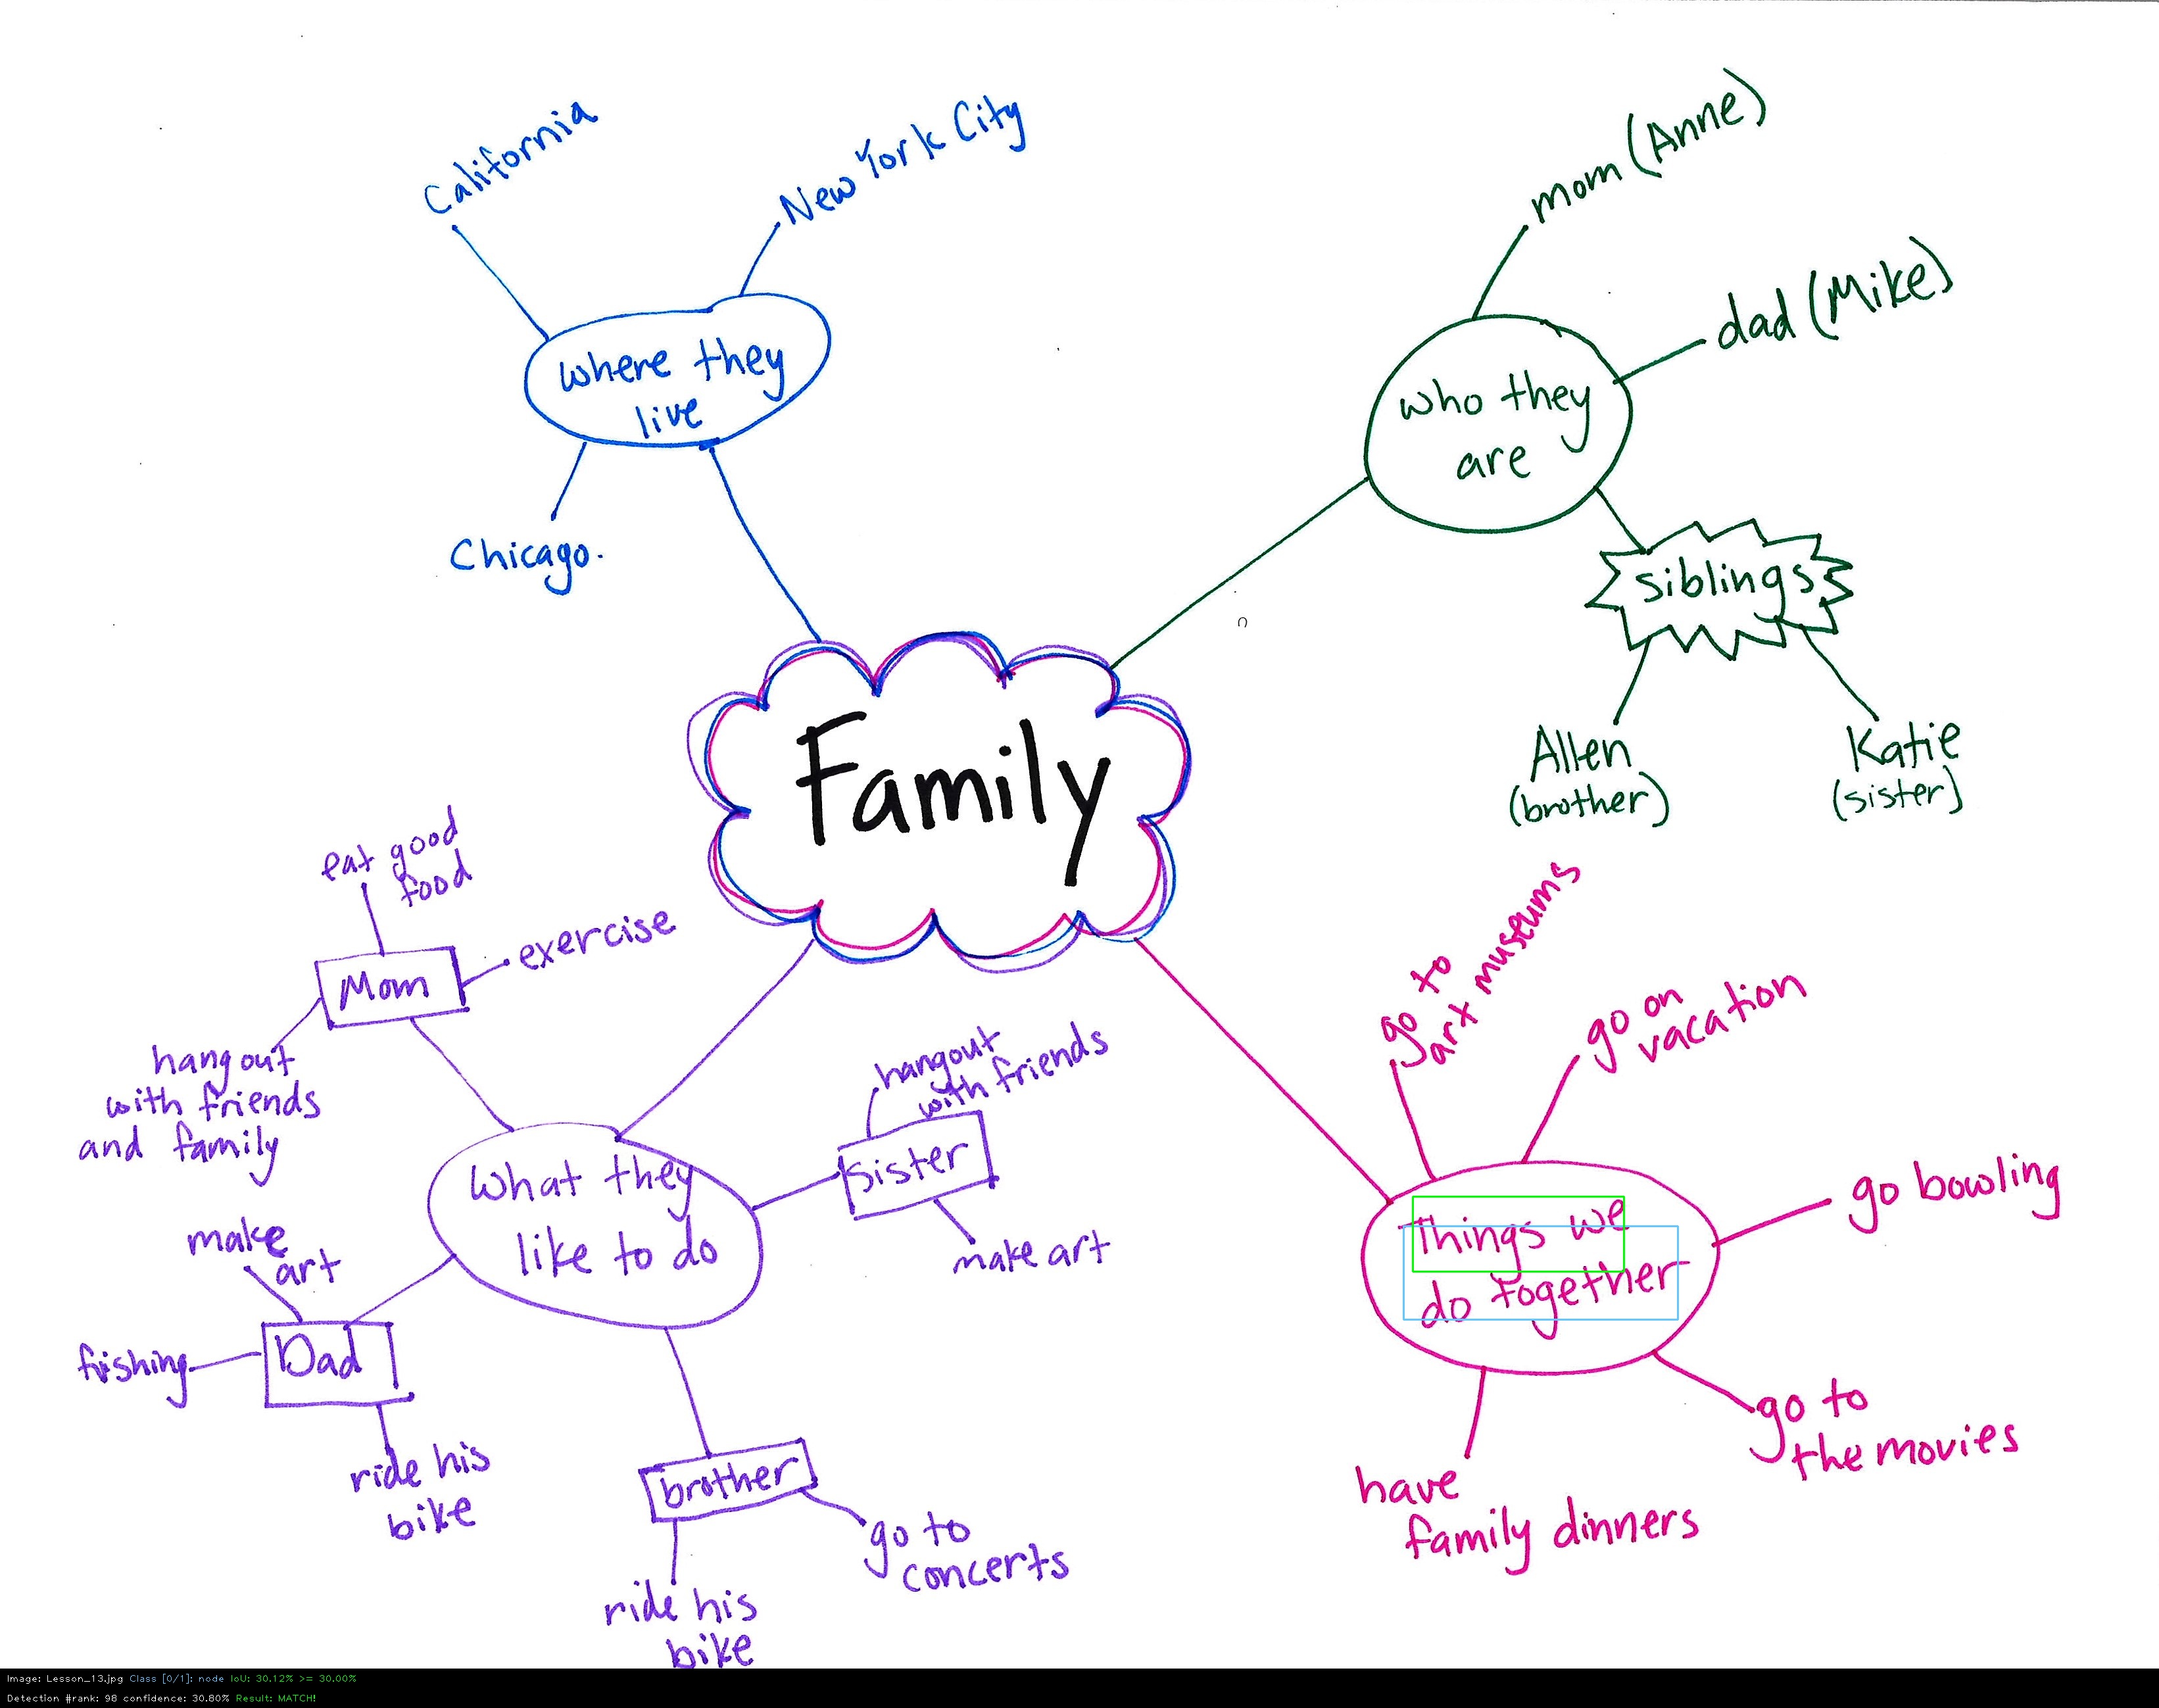 California
New York City
where they
live
Chicago.
mom (Anne)
dad (Mike)
who they
are
siblings
Allen
(brother)
Katie
(sister)
Family
eat good
food
exercise
Mom
hang out
with friends
and family
hangout
with friends
sister
make art
What they
like to do
make
art
fishing
Dad
ride his
bike
brother
go to
concerts
ride his
bike
go to
art museums
go on
vacation
go bowling
Things we
do together
go to
the movies
have
family dinners
Image: Lesson_13.jpg Class [0/1]: node IoU: 30.12% >= 30.00%
Detection #rank: 98 confidence: 30.80% Result: MATCH!